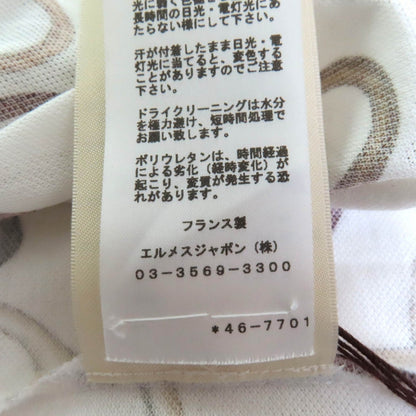 長時間の日光・電灯光にあ
たらない様にして下さい。
汗が付着したまま日光・電
灯光に当てると、変色する
ことがありますのでご注意
下さい。
ドライクリーニングは水分
を極力避け、短時間処理で
お願い致します。
ポリウレタンは、時間経過
による劣化（経時変化）が
起こり、変質が発生する恐
れがあります。
フランス製
エルメスジャポン（株）
03-3569-3300
*46-7701